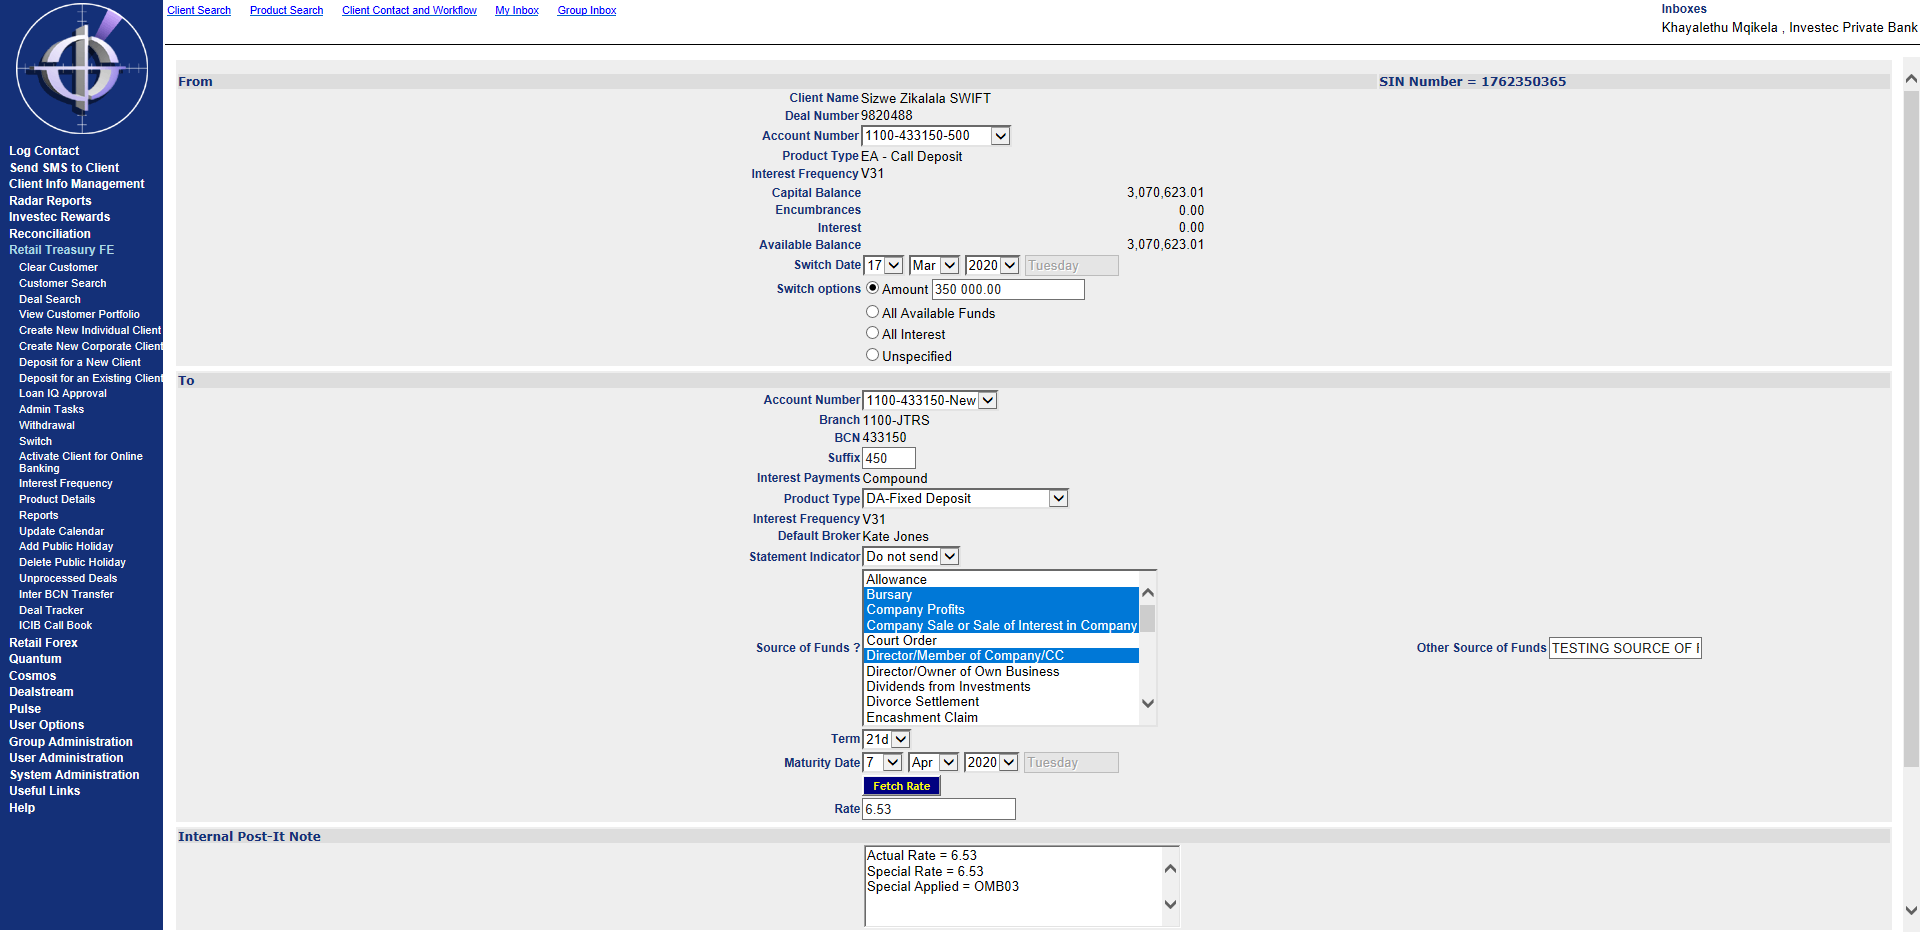 Client Search Product Search Client Contact and Workflow My Inbox Group Inbox
Inboxes
Khayalethu Mqikela , Investec Private Bank
Log Contact
Send SMS to Client
Client Info Management
Radar Reports
Investec Rewards
Reconciliation
Retail Treasury FE
Clear Customer
Customer Search
Deal Search
View Customer Portfolio
Create New Individual Client
Create New Corporate Client
Deposit for a New Client
Deposit for an Existing Client
Loan IQ Approval
Admin Tasks
Withdrawal
Switch
Activate Client for Online
Banking
Interest Frequency
Product Details
Reports
Update Calendar
Add Public Holiday
Delete Public Holiday
Unprocessed Deals
Inter BCN Transfer
Deal Tracker
ICIB Call Book
Retail Forex
Quantum
Cosmos
Dealstream
Pulse
User Options
Group Administration
User Administration
System Administration
Useful Links
Help
From SIN Number = 1762350365
Client Name Sizwe Zikalala SWIFT
Deal Number 9820488
Account Number 1100-433150-500
Product Type EA - Call Deposit
Interest Frequency V31
Capital Balance 3,070,623.01
Encumbrances 0.00
Interest 0.00
Available Balance 3,070,623.01
Switch Date 17 Mar 2020 Tuesday
Switch options Amount 350 000.00
All Available Funds
All Interest
Unspecified
To
Account Number 1100-433150-New
Branch 1100-JTRS
BCN 433150
Suffix 450
Interest Payments Compound
Product Type DA-Fixed Deposit
Interest Frequency V31
Default Broker Kate Jones
Statement Indicator Do not send
Source of Funds ?
Allowance
Bursary
Company Profits
Company Sale or Sale of Interest in Company
Court Order
Director/Member of Company/CC
Director/Owner of Own Business
Dividends from Investments
Divorce Settlement
Encashment Claim
Other Source of Funds TESTING SOURCE OF
Term 21d
Maturity Date 7 Apr 2020 Tuesday
Fetch Rate
Rate 6.53
Internal Post-It Note
Actual Rate = 6.53
Special Rate = 6.53
Special Applied = OMB03